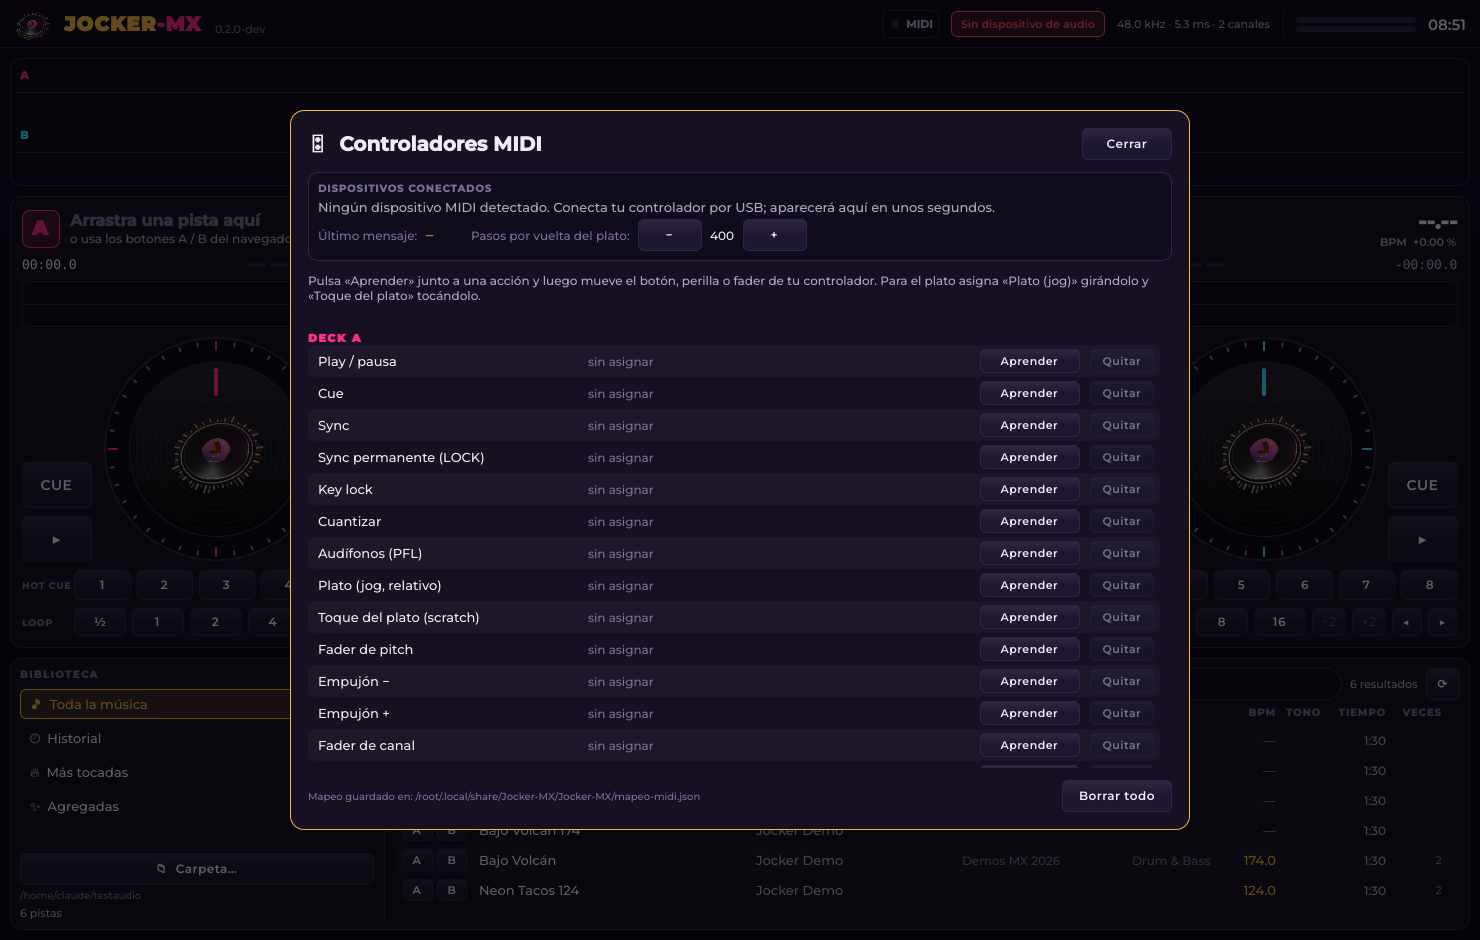 JOCKER-MX 0.2.0-dev MIDI Sin dispositivo de audio 48.0 kHz · 5.3 ms · 2 canales 08:51
A
B
Controladores MIDI Cerrar
DISPOSITIVOS CONECTADOS
Ningún dispositivo MIDI detectado. Conecta tu controlador por USB; aparecerá aquí en unos segundos.
Último mensaje: — Pasos por vuelta del plato: − 400 +
Pulsa «Aprender» junto a una acción y luego mueve el botón, perilla o fader de tu controlador. Para el plato asigna «Plato (jog)» girándolo y
«Toque del plato» tocándolo.
DECK A
Play / pausa sin asignar Aprender Quitar
Cue sin asignar Aprender Quitar
Sync sin asignar Aprender Quitar
Sync permanente (LOCK) sin asignar Aprender Quitar
Key lock sin asignar Aprender Quitar
Cuantizar sin asignar Aprender Quitar
Audífonos (PFL) sin asignar Aprender Quitar
Plato (jog, relativo) sin asignar Aprender Quitar
Toque del plato (scratch) sin asignar Aprender Quitar
Fader de pitch sin asignar Aprender Quitar
Empujón − sin asignar Aprender Quitar
Empujón + sin asignar Aprender Quitar
Fader de canal sin asignar Aprender Quitar
Mapeo guardado en: /root/.local/share/Jocker-MX/Jocker-MX/mapeo-midi.json Borrar todo
A Arrastra una pista aquí --.--
o usa los botones A / B del navegado BPM +0.00 %
00:00.0 -00:00.0
CUE CUE
HOT CUE 1 2 3 4 5 6 7 8
LOOP ½ 1 2 4 8 16 ÷2 ×2
BIBLIOTECA
Toda la música 6 resultados
BPM TONO TIEMPO VECES
Historial — 1:30
Más tocadas — 1:30
Agregadas — 1:30
A B Bajo Volcán 174 Jocker Demo — 1:30
A B Bajo Volcán Jocker Demo Demos MX 2026 Drum & Bass 174.0 1:30 2
A B Neon Tacos 124 Jocker Demo 124.0 1:30 2
Carpeta…
/home/claude/testaudio
6 pistas